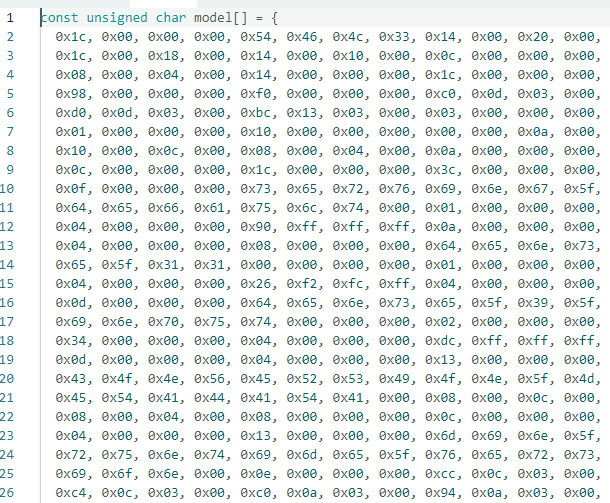 1 const unsigned char model[] = {
2 0x1c, 0x00, 0x00, 0x00, 0x54, 0x46, 0x4c, 0x33, 0x14, 0x00, 0x20, 0x00,
3 0x1c, 0x00, 0x18, 0x00, 0x14, 0x00, 0x10, 0x00, 0x0c, 0x00, 0x00, 0x00,
4 0x08, 0x00, 0x04, 0x00, 0x14, 0x00, 0x00, 0x00, 0x1c, 0x00, 0x00, 0x00,
5 0x98, 0x00, 0x00, 0x00, 0xf0, 0x00, 0x00, 0x00, 0xc0, 0x0d, 0x03, 0x00,
6 0xd0, 0x0d, 0x03, 0x00, 0xbc, 0x13, 0x03, 0x00, 0x03, 0x00, 0x00, 0x00,
7 0x01, 0x00, 0x00, 0x00, 0x10, 0x00, 0x00, 0x00, 0x00, 0x00, 0x0a, 0x00,
8 0x10, 0x00, 0x0c, 0x00, 0x08, 0x00, 0x04, 0x00, 0x0a, 0x00, 0x00, 0x00,
9 0x0c, 0x00, 0x00, 0x00, 0x1c, 0x00, 0x00, 0x00, 0x3c, 0x00, 0x00, 0x00,
10 0x0f, 0x00, 0x00, 0x00, 0x73, 0x65, 0x72, 0x76, 0x69, 0x6e, 0x67, 0x5f,
11 0x64, 0x65, 0x66, 0x61, 0x75, 0x6c, 0x74, 0x00, 0x01, 0x00, 0x00, 0x00,
12 0x04, 0x00, 0x00, 0x00, 0x90, 0xff, 0xff, 0xff, 0x0a, 0x00, 0x00, 0x00,
13 0x04, 0x00, 0x00, 0x00, 0x08, 0x00, 0x00, 0x00, 0x64, 0x65, 0x6e, 0x73,
14 0x65, 0x5f, 0x31, 0x31, 0x00, 0x00, 0x00, 0x00, 0x01, 0x00, 0x00, 0x00,
15 0x04, 0x00, 0x00, 0x00, 0x26, 0xf2, 0xfc, 0xff, 0x04, 0x00, 0x00, 0x00,
16 0x0d, 0x00, 0x00, 0x00, 0x64, 0x65, 0x6e, 0x73, 0x65, 0x5f, 0x39, 0x5f,
17 0x69, 0x6e, 0x70, 0x75, 0x74, 0x00, 0x00, 0x00, 0x02, 0x00, 0x00, 0x00,
18 0x34, 0x00, 0x00, 0x00, 0x04, 0x00, 0x00, 0x00, 0xdc, 0xff, 0xff, 0xff,
19 0x0d, 0x00, 0x00, 0x00, 0x04, 0x00, 0x00, 0x00, 0x13, 0x00, 0x00, 0x00,
20 0x43, 0x4f, 0x4e, 0x56, 0x45, 0x52, 0x53, 0x49, 0x4f, 0x4e, 0x5f, 0x4d,
21 0x45, 0x54, 0x41, 0x44, 0x41, 0x54, 0x41, 0x00, 0x08, 0x00, 0x0c, 0x00,
22 0x08, 0x00, 0x04, 0x00, 0x08, 0x00, 0x00, 0x00, 0x0c, 0x00, 0x00, 0x00,
23 0x04, 0x00, 0x00, 0x00, 0x13, 0x00, 0x00, 0x00, 0x6d, 0x69, 0x6e, 0x5f,
24 0x72, 0x75, 0x6e, 0x74, 0x69, 0x6d, 0x65, 0x5f, 0x76, 0x65, 0x72, 0x73,
25 0x69, 0x6f, 0x6e, 0x00, 0x0e, 0x00, 0x00, 0x00, 0xcc, 0x0c, 0x03, 0x00,
26 0xc4, 0x0c, 0x03, 0x00, 0xc0, 0x0a, 0x03, 0x00, 0x94, 0x0a, 0x03, 0x00,